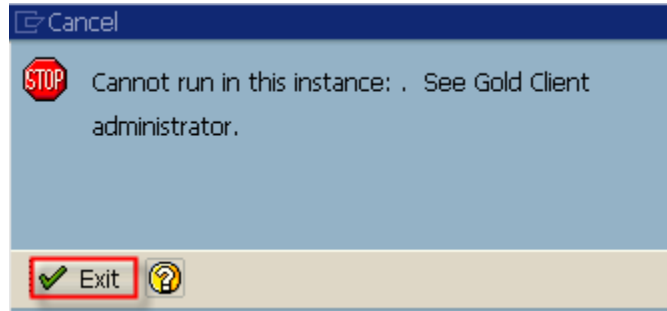 Cancel
STOP
Cannot run in this instance: . See Gold Client
administrator.
Exit